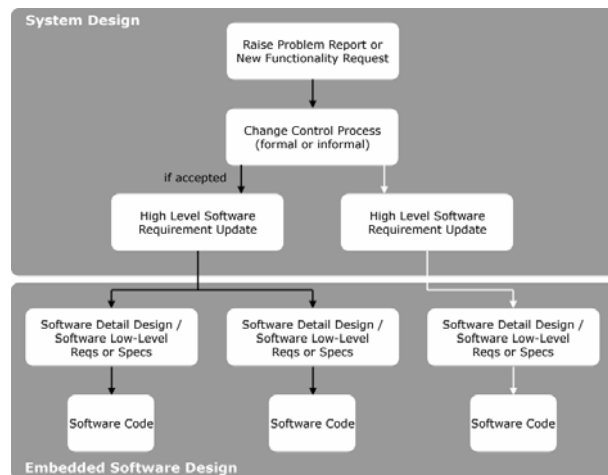 System Design
Raise Problem Report or
New Functionality Request
Change Control Process
(formal or informal)
if accepted
High Level Software
Requirement Update
High Level Software
Requirement Update
Software Detail Design /
Software Low-Level
Reqs or Specs
Software Detail Design /
Software Low-Level
Reqs or Specs
Software Detail Design /
Software Low-Level
Reqs or Specs
Software Code
Software Code
Software Code
Embedded Software Design